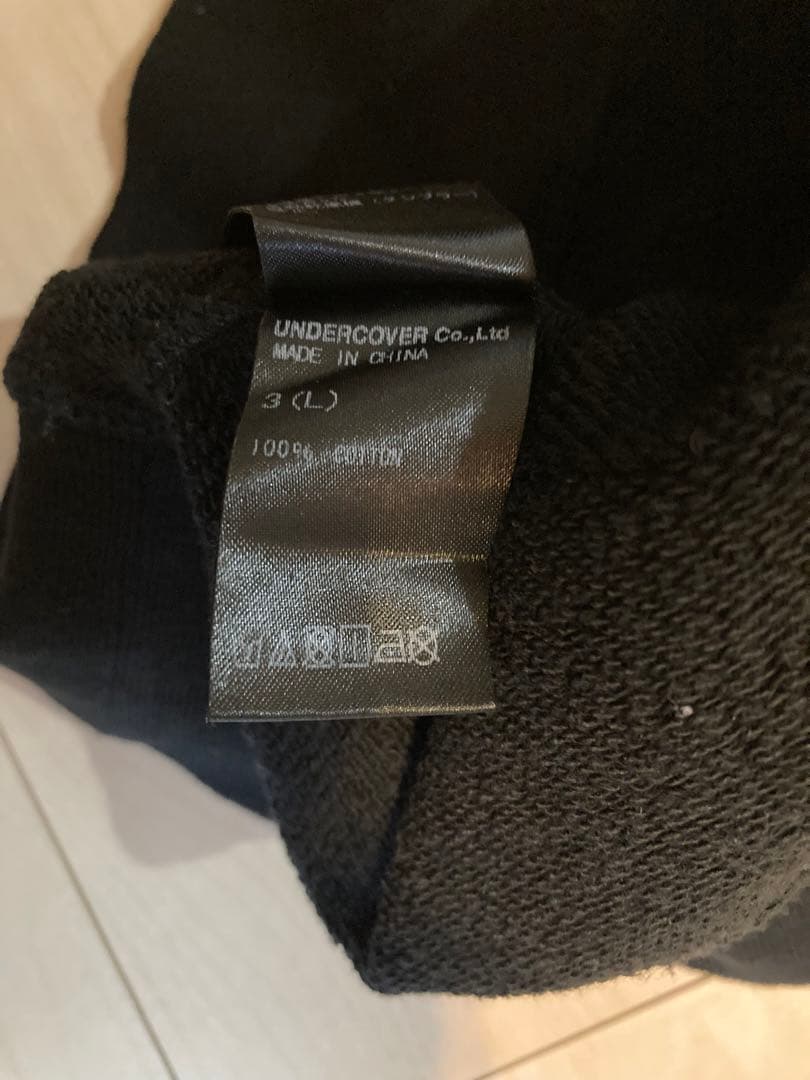 UNDERCOVER Co.,Ltd
MADE IN CHINA
3 (L)
100% COTTON